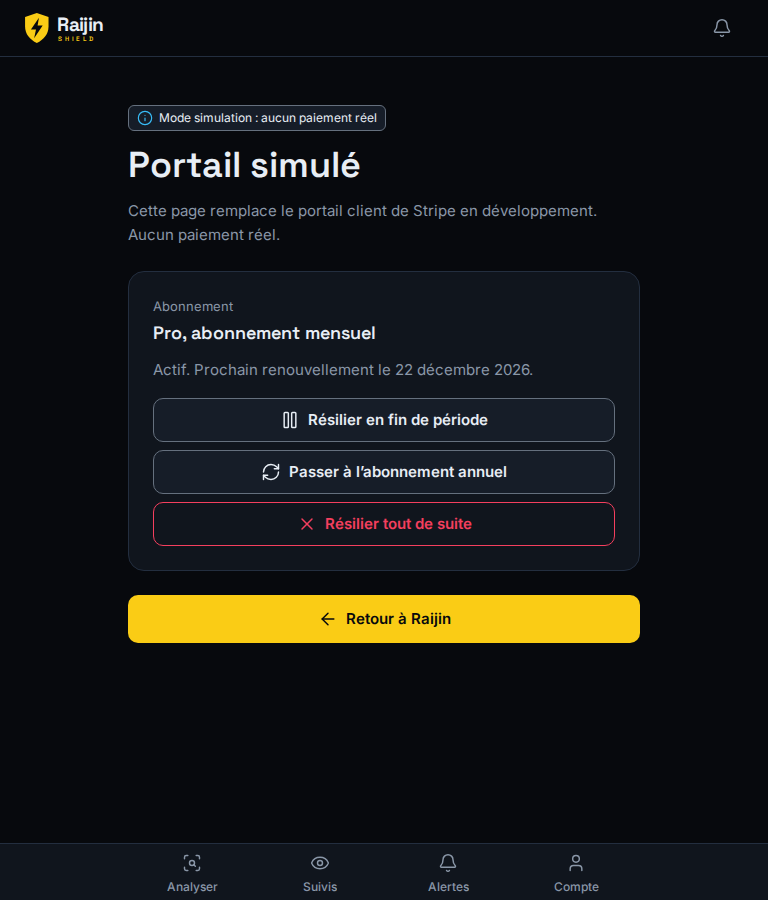 Raijin
SHIELD
Mode simulation : aucun paiement réel
Portail simulé
Cette page remplace le portail client de Stripe en développement.
Aucun paiement réel.
Abonnement
Pro, abonnement mensuel
Actif. Prochain renouvellement le 22 décembre 2026.
Résilier en fin de période
Passer à l’abonnement annuel
Résilier tout de suite
Retour à Raijin
Analyser
Suivis
Alertes
Compte